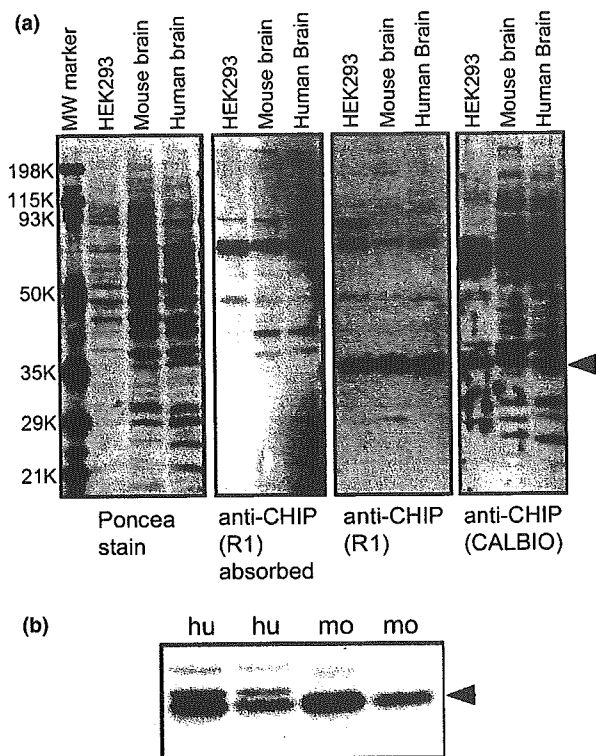 (a)
MW marker
HEK293
Mouse brain
Human brain
HEK293
Mouse brain
Human Brain
HEK293
Mouse brain
Human Brain
HEK293
Mouse brain
Human brain
198K
115K
93K
50K
35K
29K
21K
Poncea
stain
anti-CHIP
(R1)
absorbed
anti-CHIP
(R1)
anti-CHIP
(CALBIO)
(b)
hu hu mo mo